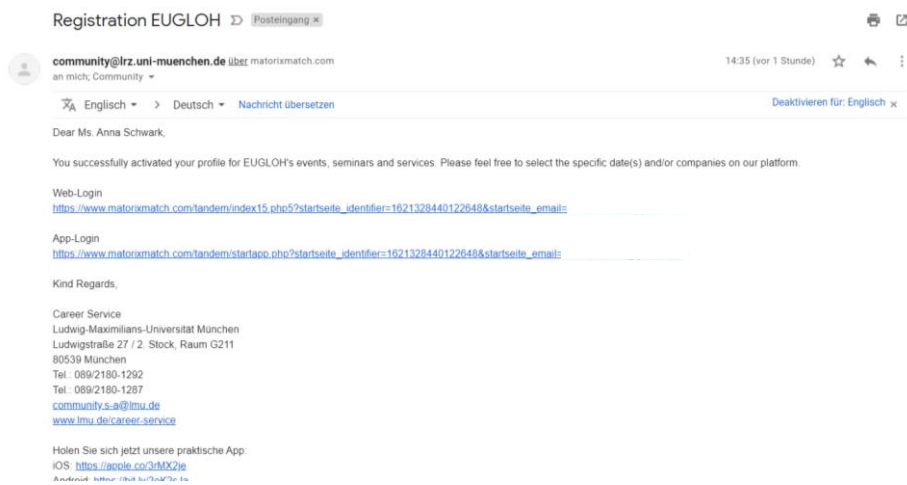 Registration EUGLOH Posteingang ×
community@lrz.uni-muenchen.de über matorixmatch.com 14:35 (vor 1 Stunde)
an mich; Community
Englisch > Deutsch Nachricht übersetzen Deaktivieren für: Englisch ×
Dear Ms. Anna Schwark,
You successfully activated your profile for EUGLOH's events, seminars and services. Please feel free to select the specific date(s) and/or companies on our platform.
Web-Login
https://www.matorixmatch.com/tandem/index15.php5?startseite_identifier=1621328440122648&startseite_email=
App-Login
https://www.matorixmatch.com/tandem/startapp.php?startseite_identifier=1621328440122648&startseite_email=
Kind Regards,
Career Service
Ludwig-Maximilians-Universität München
Ludwigstraße 27 / 2. Stock, Raum G211
80539 München
Tel.: 089/2180-1292
Tel.: 089/2180-1287
community.s-a@lmu.de
www.lmu.de/career-service
Holen Sie sich jetzt unsere praktische App:
iOS: https://apple.co/3rMX2je
Android: